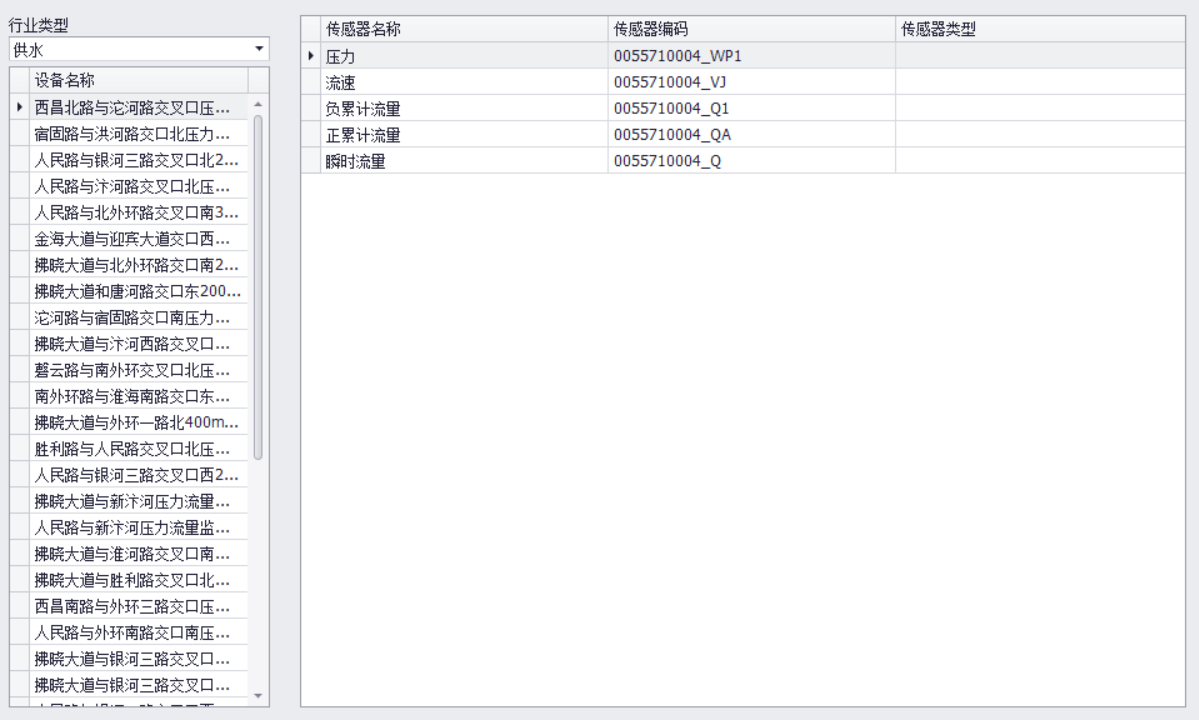 行业类型
供水
设备名称
西昌北路与沱河路交叉口压...
宿固路与洪河路交口北压力...
人民路与银河三路交叉口北2...
人民路与汴河路交叉口北压...
人民路与北外环路交叉口南3...
金海大道与迎宾大道交口西...
拂晓大道与北外环路交口南2...
拂晓大道和唐河路交口东200...
沱河路与宿固路交口南压力...
拂晓大道与汴河西路交叉口...
磬云路与南外环交叉口北压...
南外环路与淮海南路交口东...
拂晓大道与外环一路北400m...
胜利路与人民路交叉口北压...
人民路与银河三路交叉口西2...
拂晓大道与新汴河压力流量...
人民路与新汴河压力流量监...
拂晓大道与淮河路交叉口南...
拂晓大道与胜利路交叉口北...
西昌南路与外环三路交口压...
人民路与外环南路交口南压...
拂晓大道与银河三路交叉口...
拂晓大道与银河三路交叉口...
传感器名称 传感器编码 传感器类型
压力 0055710004_WP1
流速 0055710004_VJ
负累计流量 0055710004_Q1
正累计流量 0055710004_QA
瞬时流量 0055710004_Q